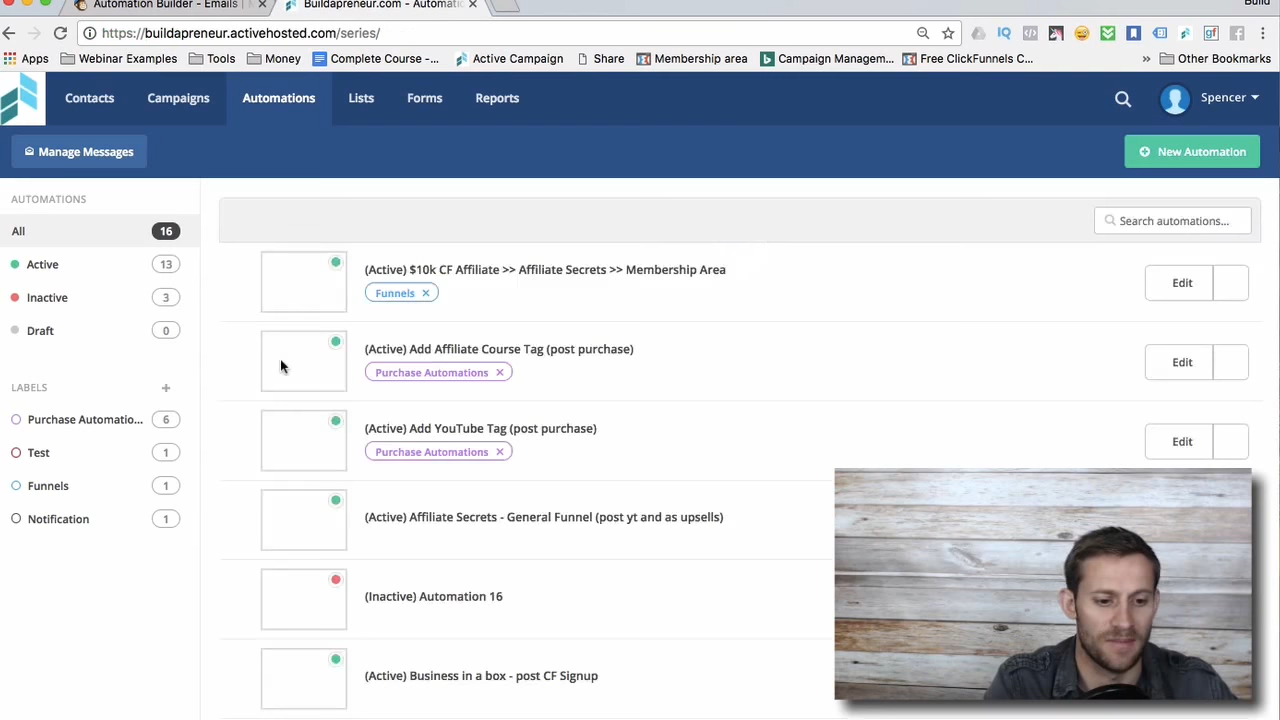 Automation Builder - Emails |
Buildapreneur.com - Automatic
Build
https://buildapreneur.activehosted.com/series/
Apps
Webinar Examples
Tools
Money
Complete Course -...
Active Campaign
Share
Membership area
Campaign Managem...
Free ClickFunnels C...
»
Other Bookmarks
Contacts
Campaigns
Automations
Lists
Forms
Reports
Spencer
Manage Messages
New Automation
AUTOMATIONS
All 16
Active 13
Inactive 3
Draft 0
LABELS +
Purchase Automatio... 6
Test 1
Funnels 1
Notification 1
Search automations...
(Active) $10k CF Affiliate >> Affiliate Secrets >> Membership Area
Funnels ×
Edit
(Active) Add Affiliate Course Tag (post purchase)
Purchase Automations ×
Edit
(Active) Add YouTube Tag (post purchase)
Purchase Automations ×
Edit
(Active) Affiliate Secrets - General Funnel (post yt and as upsells)
(Inactive) Automation 16
(Active) Business in a box - post CF Signup